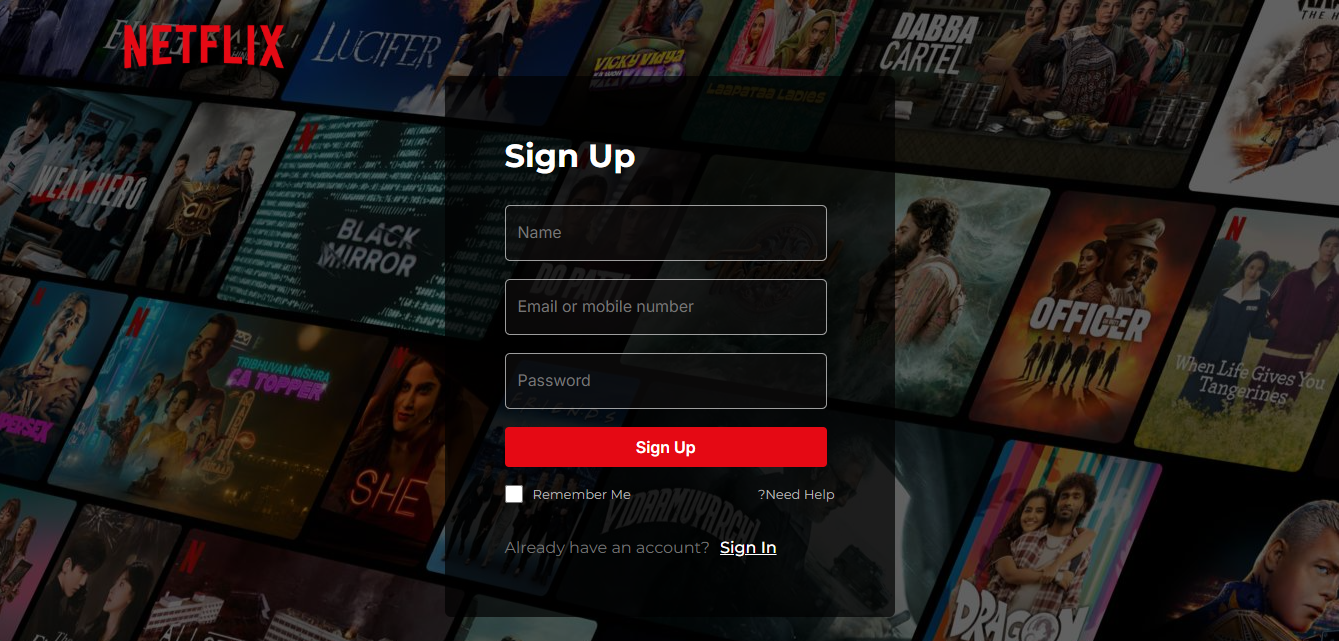 NETFLIX
LUCIFER
VICKY VIDYA
Laapataa Ladies
DABBA
CARTEL
WEAK HERO
CID
BLACK
MIRROR
Sign Up
Name
DO PATTI
Email or mobile number
Password
FRIENDS
Sign Up
Remember Me
?Need Help
VIDAAMUYARCHI
Already have an account? Sign In
OFFICER
When Life Gives You
Tangerines
TRIBHUVAN MISHRA
CA TOPPER
SHE
DRAGON